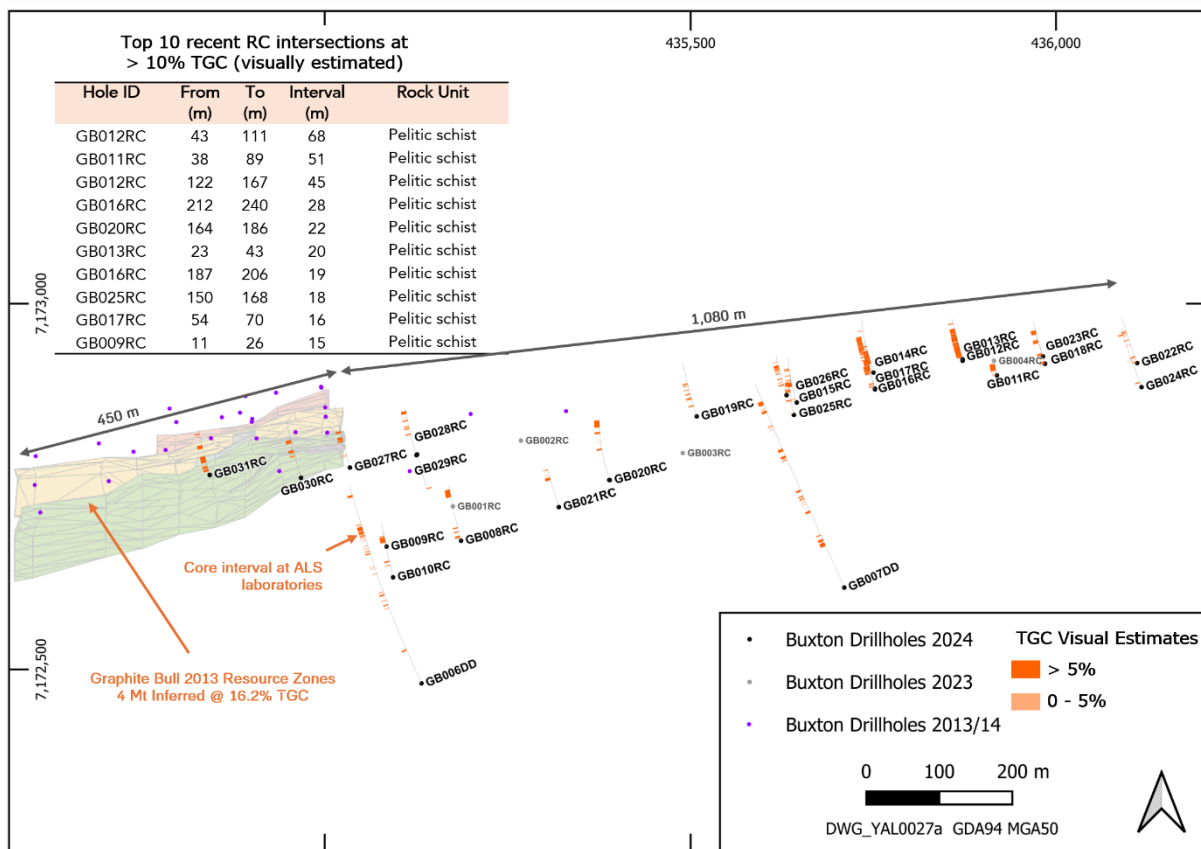 435,500
436,000
Top 10 recent RC intersections at
> 10% TGC (visually estimated)
Hole ID From To Interval Rock Unit
(m) (m) (m)
GB012RC 43 111 68 Pelitic schist
GB011RC 38 89 51 Pelitic schist
GB012RC 122 167 45 Pelitic schist
GB016RC 212 240 28 Pelitic schist
GB020RC 164 186 22 Pelitic schist
GB013RC 23 43 20 Pelitic schist
GB016RC 187 206 19 Pelitic schist
GB025RC 150 168 18 Pelitic schist
GB017RC 54 70 16 Pelitic schist
GB009RC 11 26 15 Pelitic schist
7,173,000
1,080 m
450 m
GB013RC
GB012RC
GB004RC
GB011RC
GB023RC
GB018RC
GB022RC
GB024RC
GB014RC
GB017RC
GB016RC
GB026RC
GB015RC
GB025RC
GB019RC
GB003RC
GB020RC
GB021RC
GB002RC
GB028RC
GB029RC
GB027RC
GB030RC
GB031RC
GB001RC
GB008RC
GB009RC
GB010RC
GB007DD
GB006DD
Core interval at ALS
laboratories
7,172,500
Graphite Bull 2013 Resource Zones
4 Mt Inferred @ 16.2% TGC
Buxton Drillholes 2024
Buxton Drillholes 2023
Buxton Drillholes 2013/14
TGC Visual Estimates
> 5%
0 - 5%
0 100 200 m
DWG_YAL0027a GDA94 MGA50